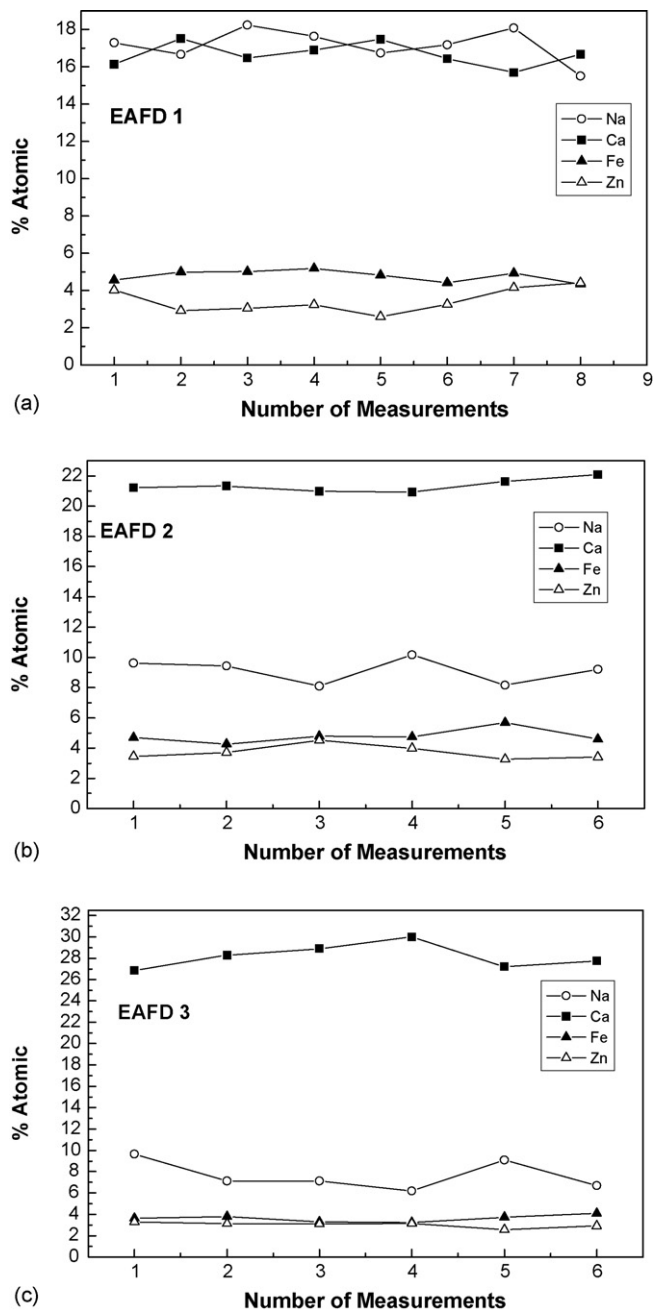 18
16
14
12
10
8
6
4
2
0
% Atomic
EAFD 1
Na
Ca
Fe
Zn
1 2 3 4 5 6 7 8 9
(a)
Number of Measurements
22
20
18
16
14
12
10
8
6
4
2
0
% Atomic
EAFD 2
Na
Ca
Fe
Zn
1 2 3 4 5 6
(b)
Number of Measurements
32
30
28
26
24
22
20
18
16
14
12
10
8
6
4
2
0
% Atomic
EAFD 3
Na
Ca
Fe
Zn
1 2 3 4 5 6
(c)
Number of Measurements